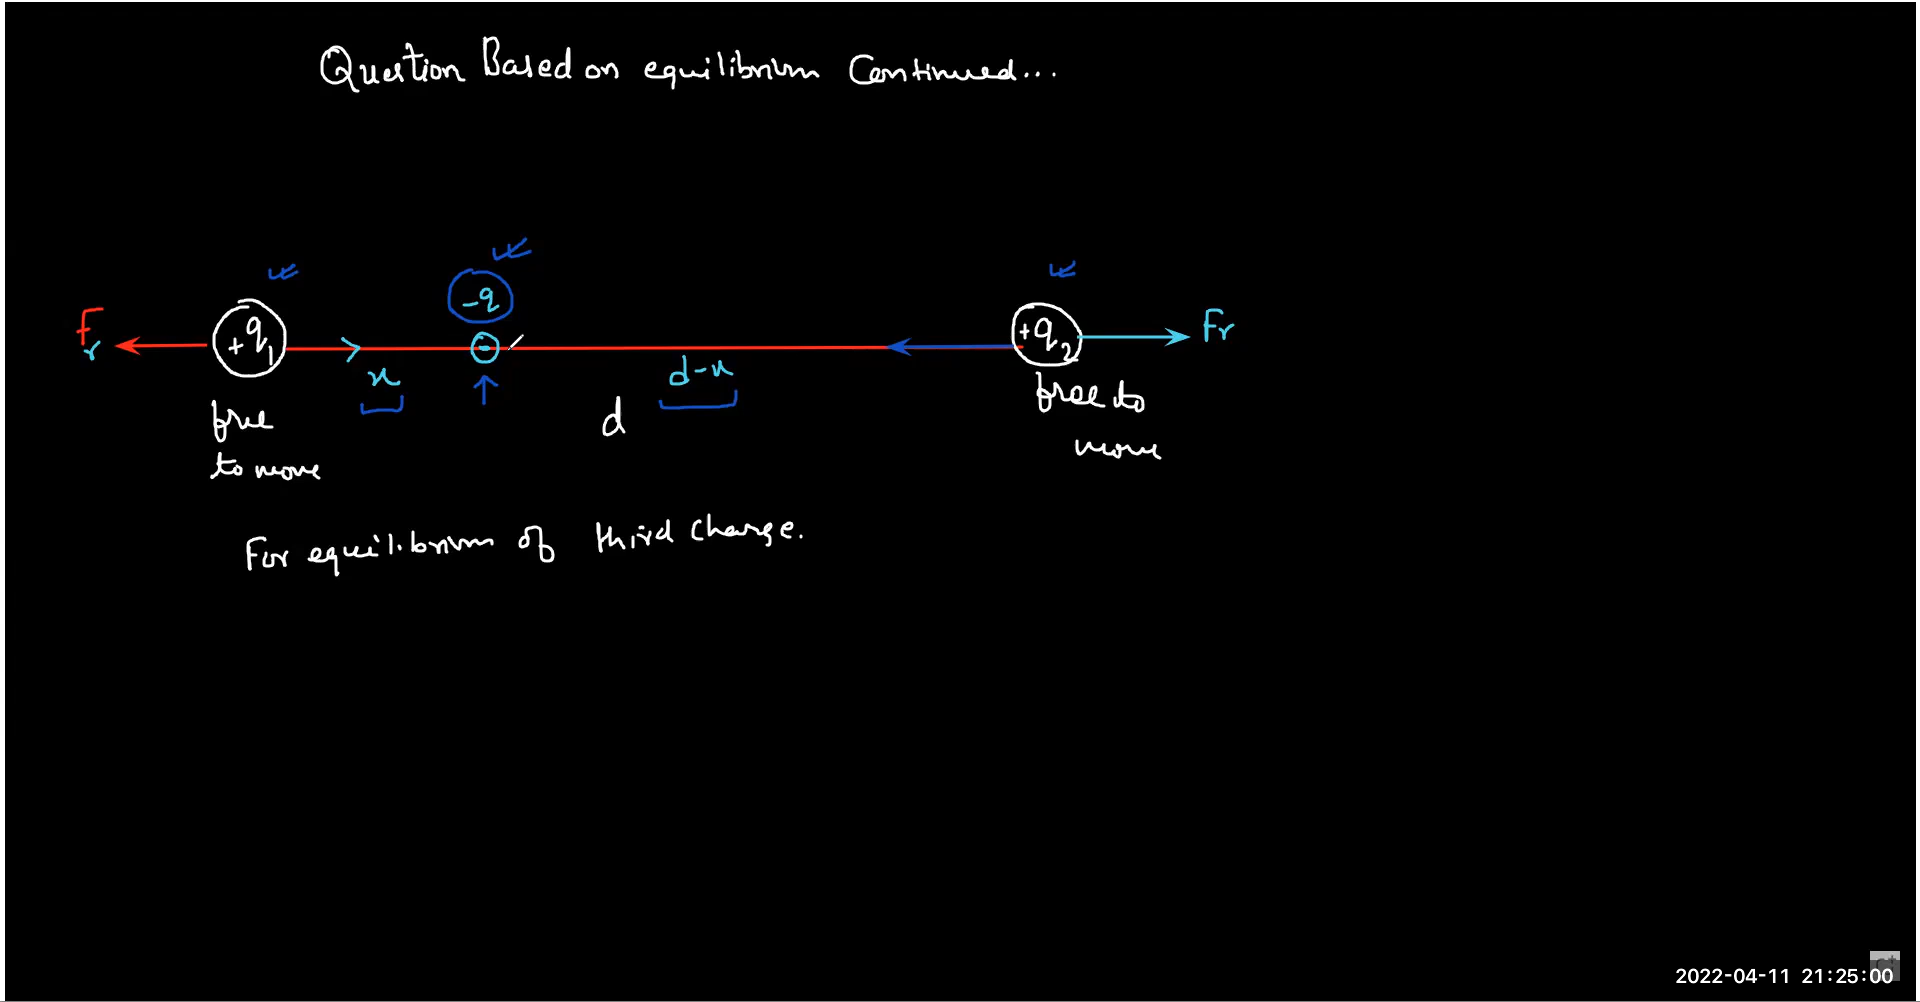 Question Based on equilibrium Continued...
-q
Fr
+q1
+q2
Fr
x
d-x
free to
free
d
move
to move
For equilibrium of third charge.
2022-04-11 21:25:00